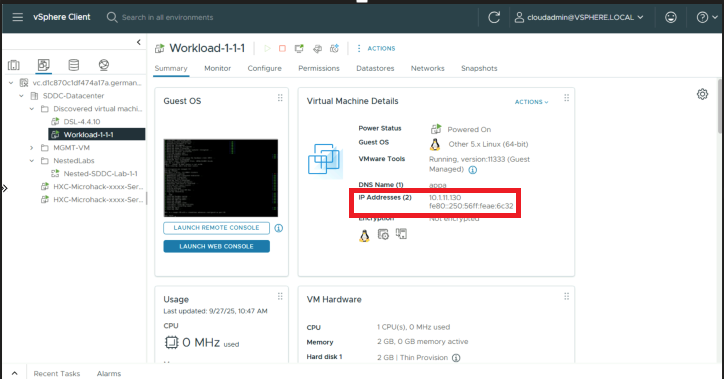 vSphere Client
Search in all environments
cloudadmin@VSPHERE.LOCAL
vc.d1c870c1df474a17a.german...
SDDC-Datacenter
Discovered virtual machi...
DSL-4.4.10
Workload-1-1-1
MGMT-VM
NestedLabs
Nested-SDDC-Lab-1-1
HXC-Microhack-xxxx-Ser...
HXC-Microhack-xxxx-Ser...
Workload-1-1-1
ACTIONS
Summary Monitor Configure Permissions Datastores Networks Snapshots
Guest OS
LAUNCH REMOTE CONSOLE
LAUNCH WEB CONSOLE
Virtual Machine Details
ACTIONS
Power Status Powered On
Guest OS Other 5.x Linux (64-bit)
VMware Tools Running, version:11333 (Guest
Managed)
DNS Name (1) appa
IP Addresses (2) 10.1.11.130
fe80::250:56ff:feae:6c32
Encryption Not encrypted
Usage
Last updated: 9/27/25, 10:47 AM
CPU
0 MHz used
VM Hardware
CPU 1 CPU(s), 0 MHz used
Memory 2 GB, 0 GB memory active
Hard disk 1 2 GB | Thin Provision
Recent Tasks Alarms